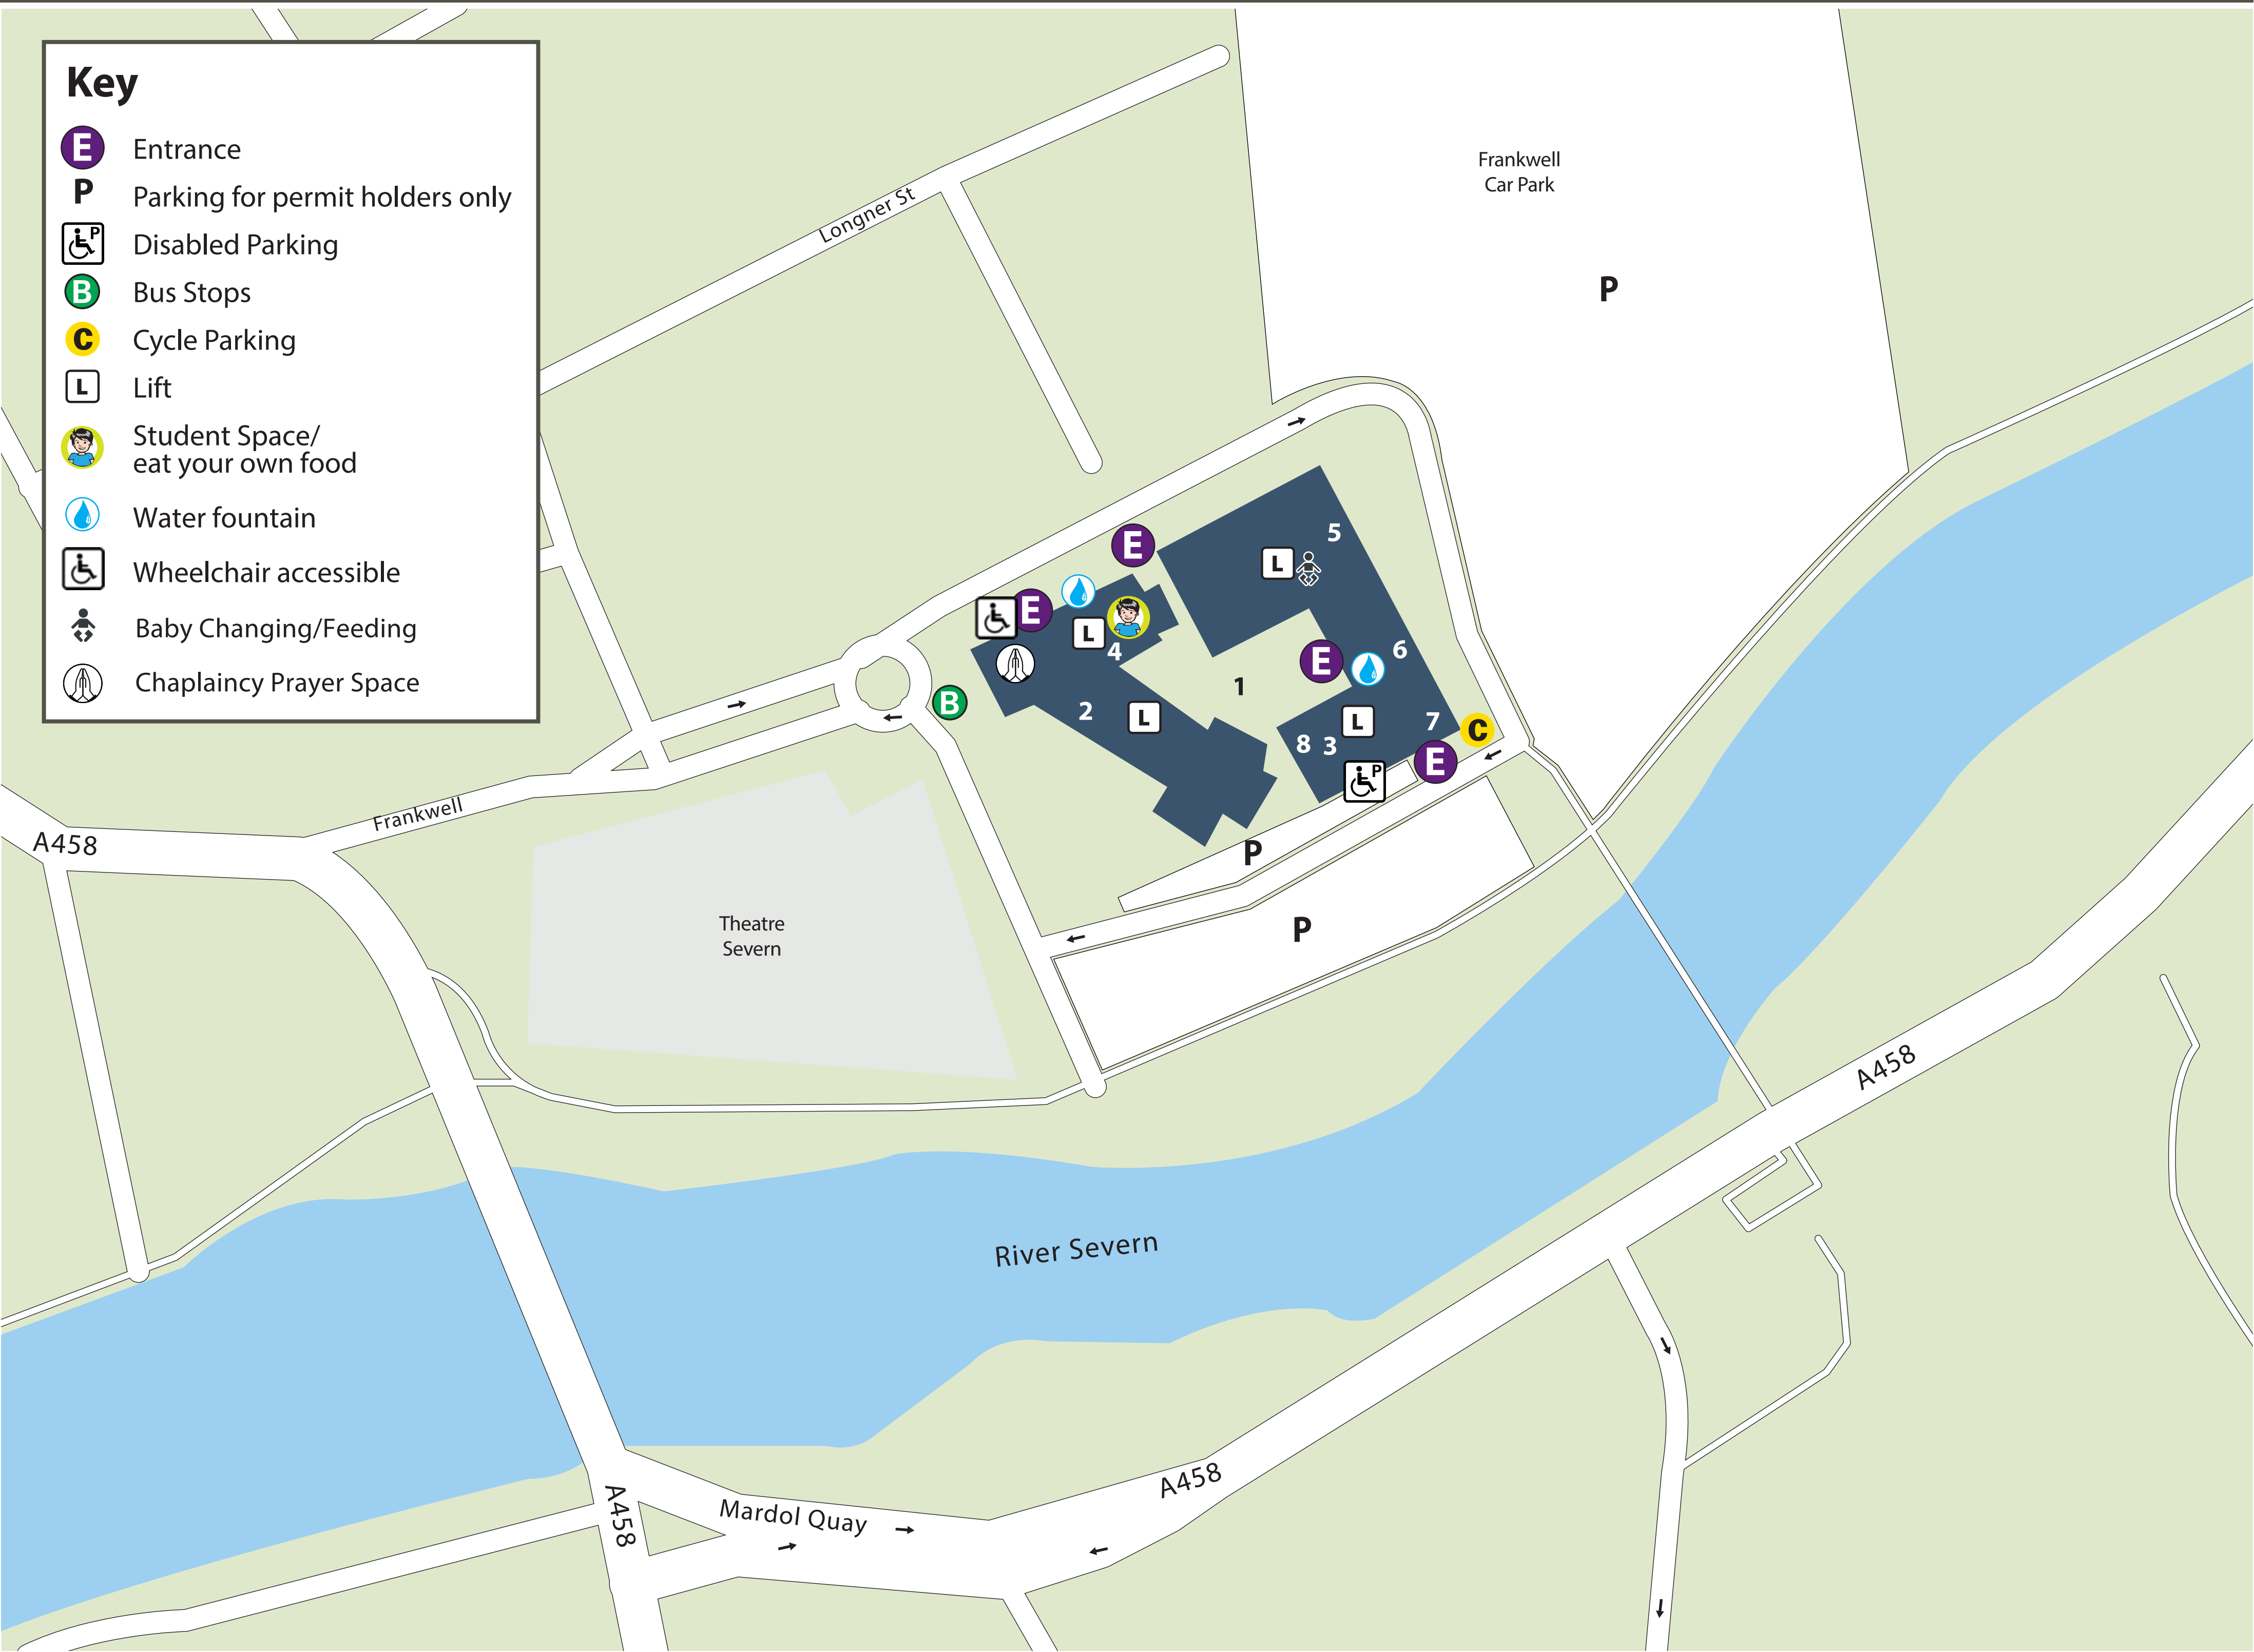 Key
E Entrance
P Parking for permit holders only
P Disabled Parking
B Bus Stops
C Cycle Parking
L Lift
Student Space/
eat your own food
Water fountain
Wheelchair accessible
Baby Changing/Feeding
Chaplaincy Prayer Space
Frankwell
Car Park
P
Longner St
E
5
L
E
L
4
E
6
1
B
2
L
L
7
C
8
3
E
P
P
P
Frankwell
A458
Theatre
Severn
A458
River Severn
A458
A458
Mardol Quay